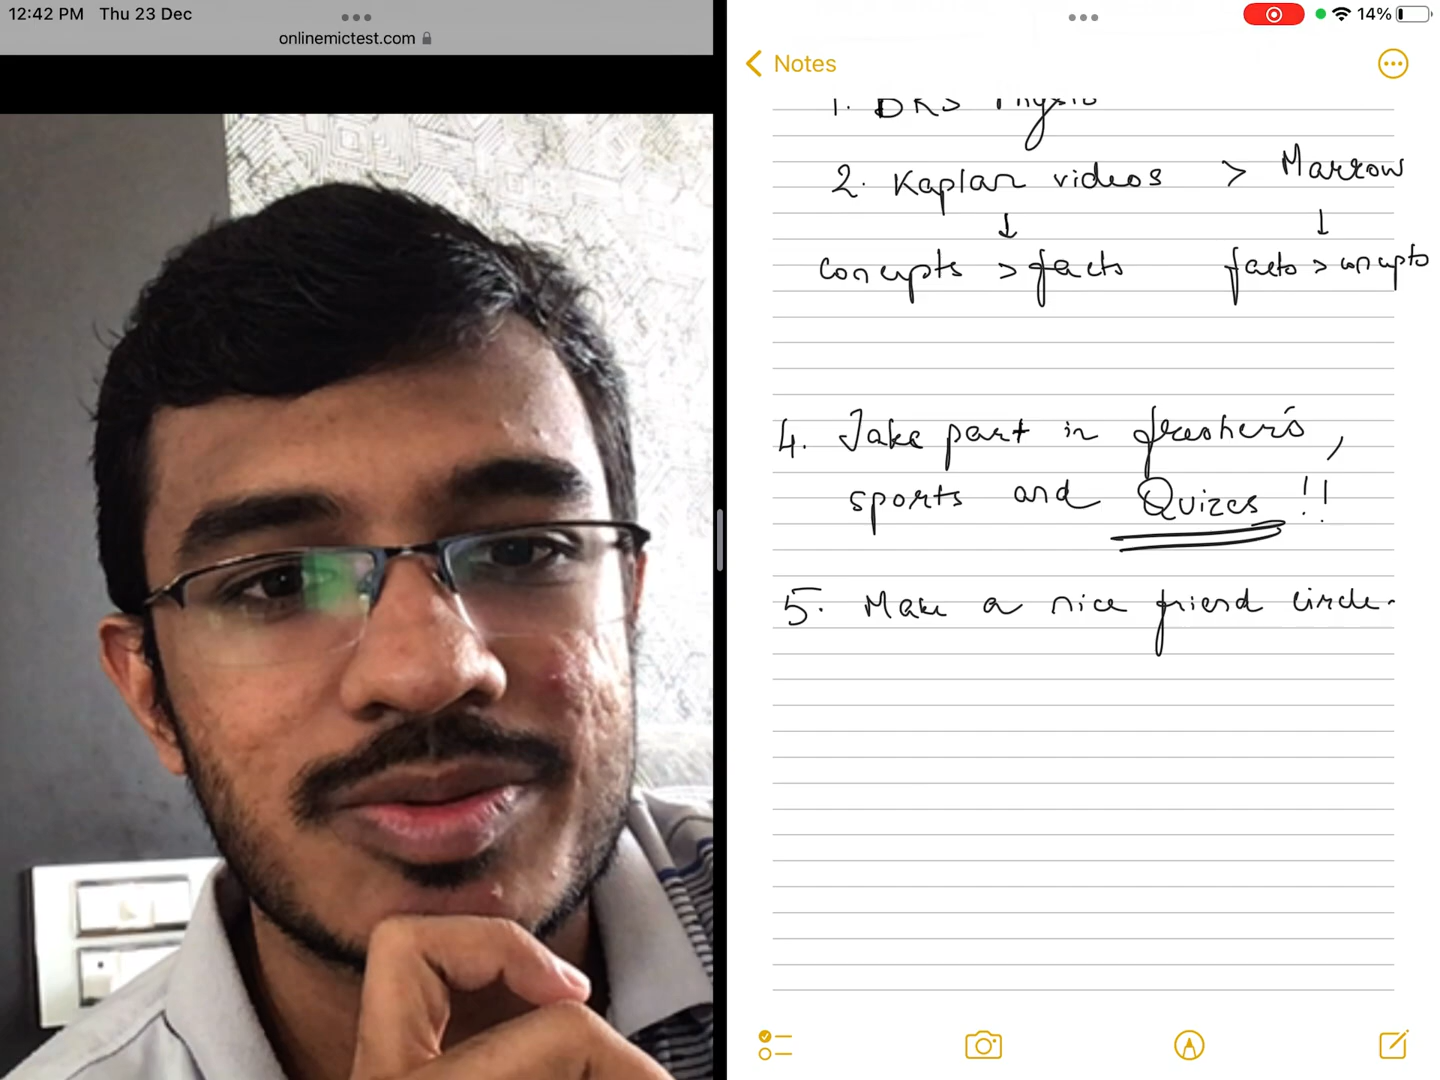 12:42 PM Thu 23 Dec
14%
onlinemictest.com
Notes
1.
2. Kaplan videos > Marrow
↓ ↓
concepts > facts facts > concepts
4. Take part in freshers,
sports and Quizes !!
5. Make a nice friend circle.